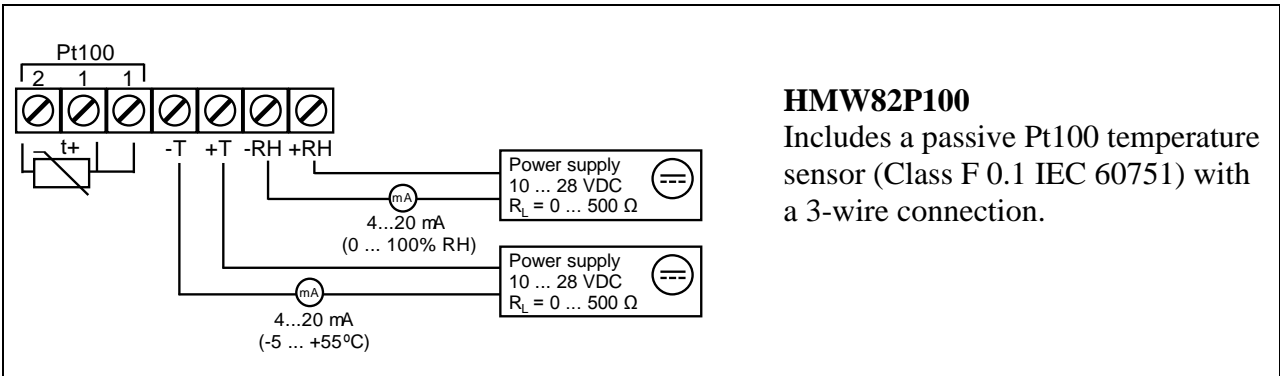 Pt100
2 1 1
t+
-T +T -RH +RH
Power supply
10 ... 28 VDC
RL = 0 ... 500 Ω
mA
4...20 mA
(0 ... 100% RH)
Power supply
10 ... 28 VDC
RL = 0 ... 500 Ω
mA
4...20 mA
(-5 ... +55ºC)
HMW82P100
Includes a passive Pt100 temperature
sensor (Class F 0.1 IEC 60751) with
a 3-wire connection.